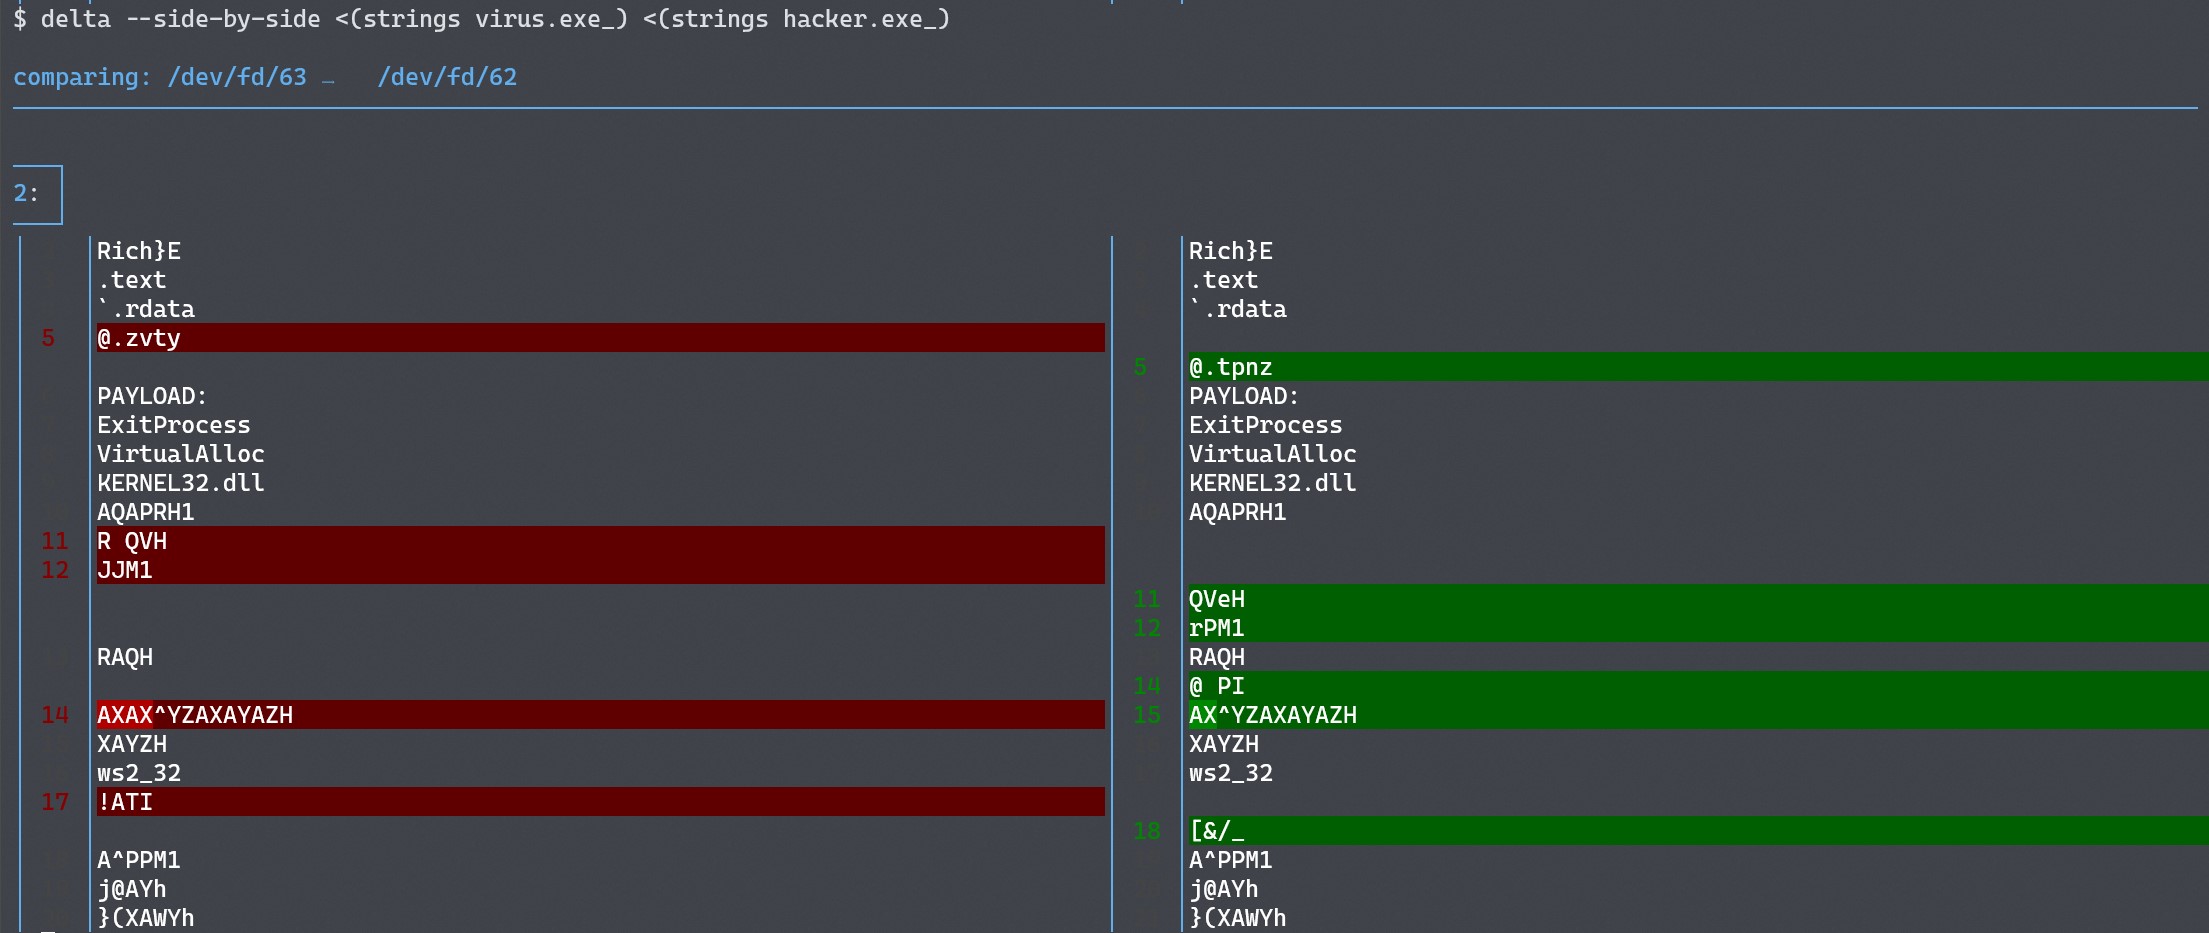 $ delta --side-by-side <(strings virus.exe_) <(strings hacker.exe_)
comparing: /dev/fd/63 … /dev/fd/62
2:
Rich}E Rich}E
.text .text
`.rdata `.rdata
5 @.zvty
5 @.tpnz
PAYLOAD: PAYLOAD:
ExitProcess ExitProcess
VirtualAlloc VirtualAlloc
KERNEL32.dll KERNEL32.dll
AQAPRH1 AQAPRH1
11 R QVH
12 JJM1
11 QVeH
12 rPM1
RAQH RAQH
14 @ PI
14 AXAX^YZAXAYAZH 15 AX^YZAXAYAZH
XAYZH XAYZH
ws2_32 ws2_32
17 !ATI
18 [&/_
A^PPM1 A^PPM1
j@AYh j@AYh
}(XAWYh }(XAWYh